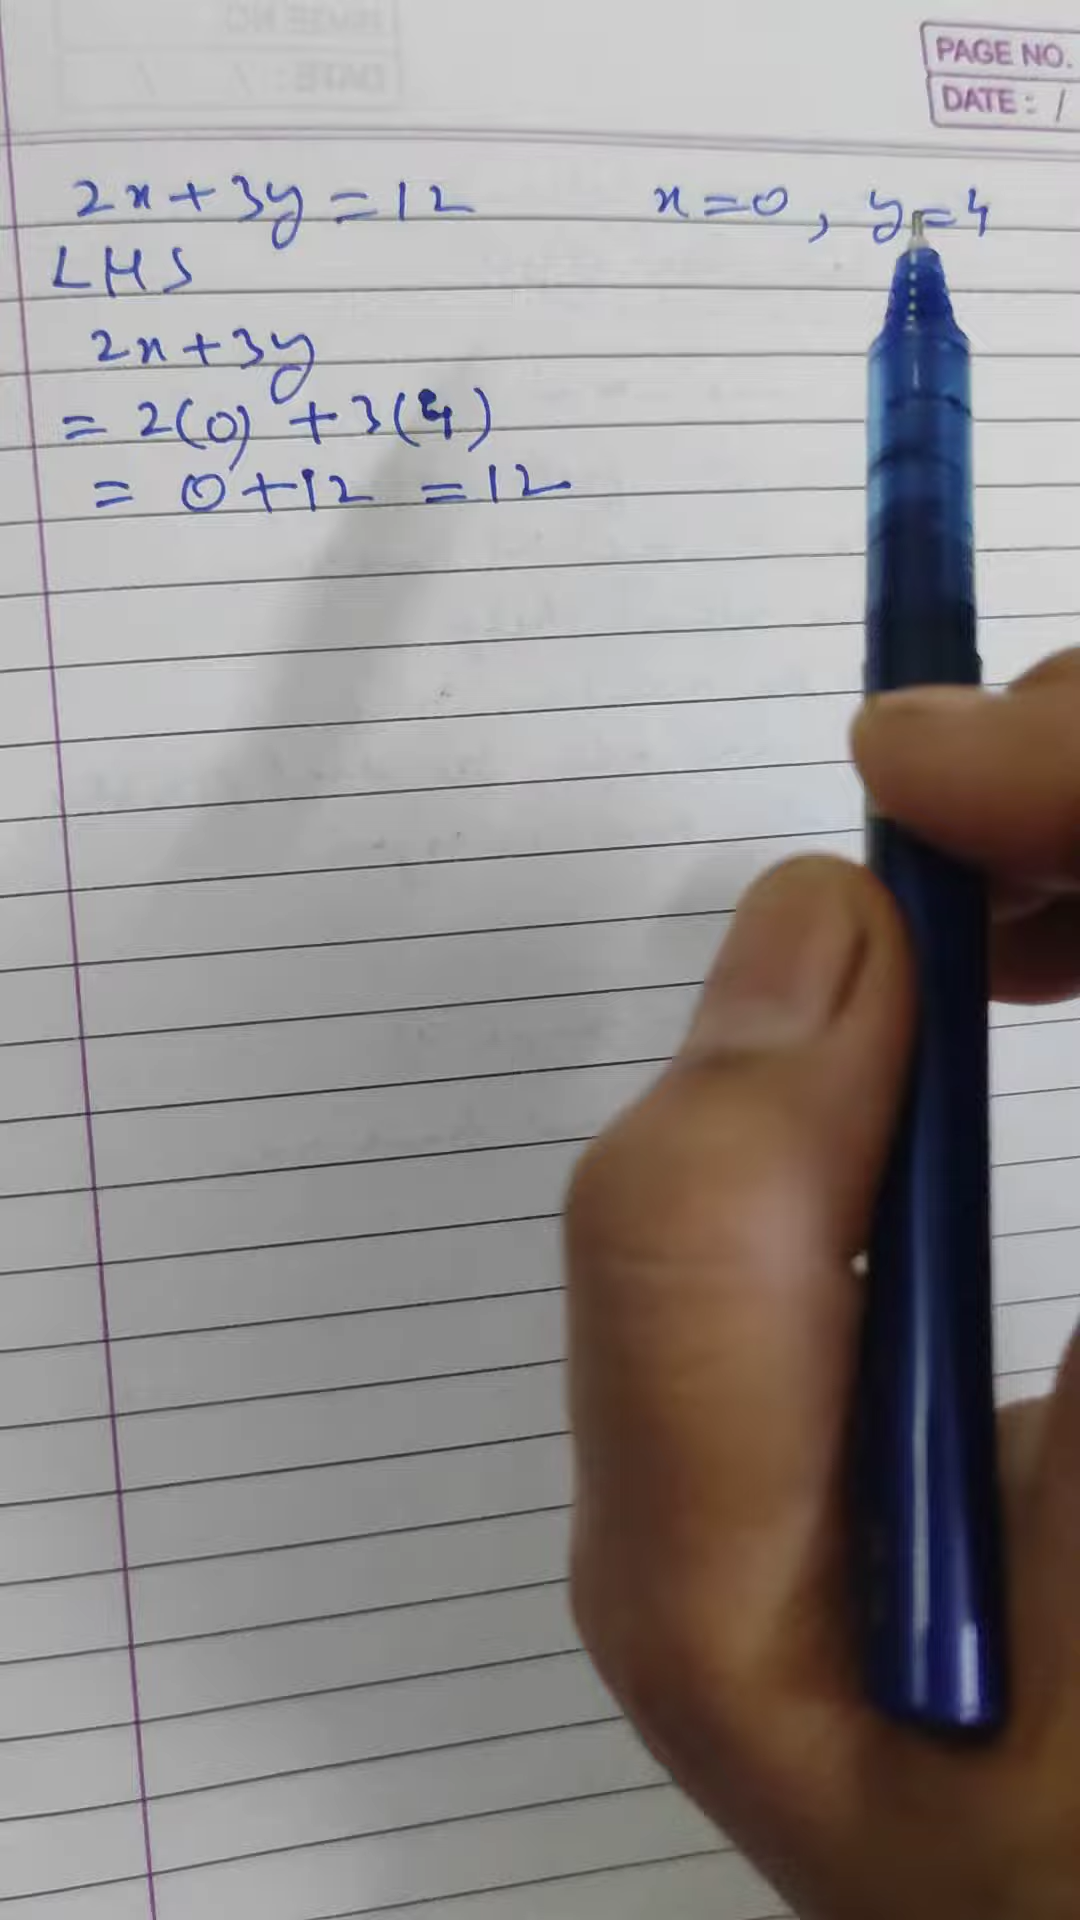 PAGE NO.
DATE: /
2x+3y=12 x=0, y=4
LHS
2x+3y
= 2(0) +3(4)
= 0+12 =12